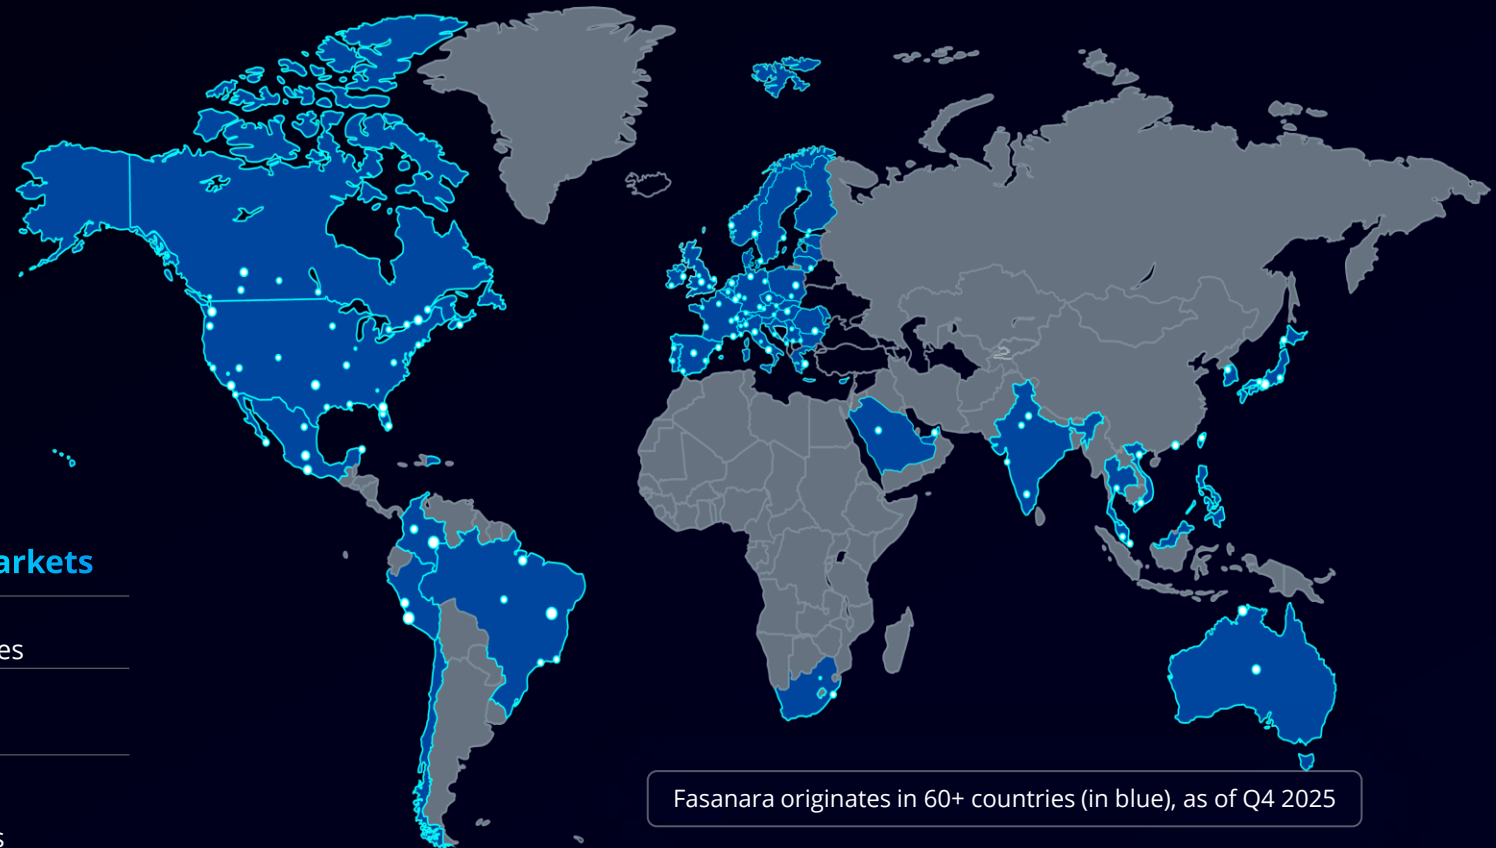 arkets
es
s
Fasanara originates in 60+ countries (in blue), as of Q4 2025